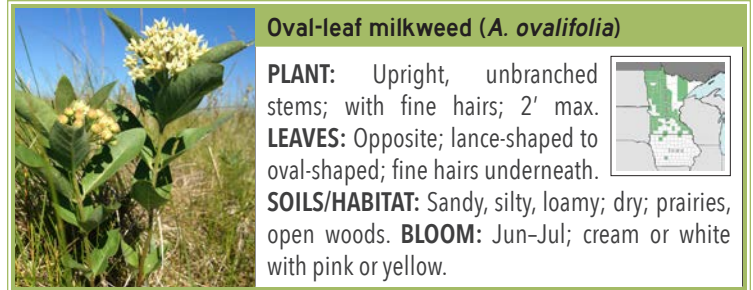 Oval-leaf milkweed (A. ovalifolia)
PLANT: Upright, unbranched
stems; with fine hairs; 2’ max.
LEAVES: Opposite; lance-shaped to
oval-shaped; fine hairs underneath.
SOILS/HABITAT: Sandy, silty, loamy; dry; prairies,
open woods. BLOOM: Jun–Jul; cream or white
with pink or yellow.